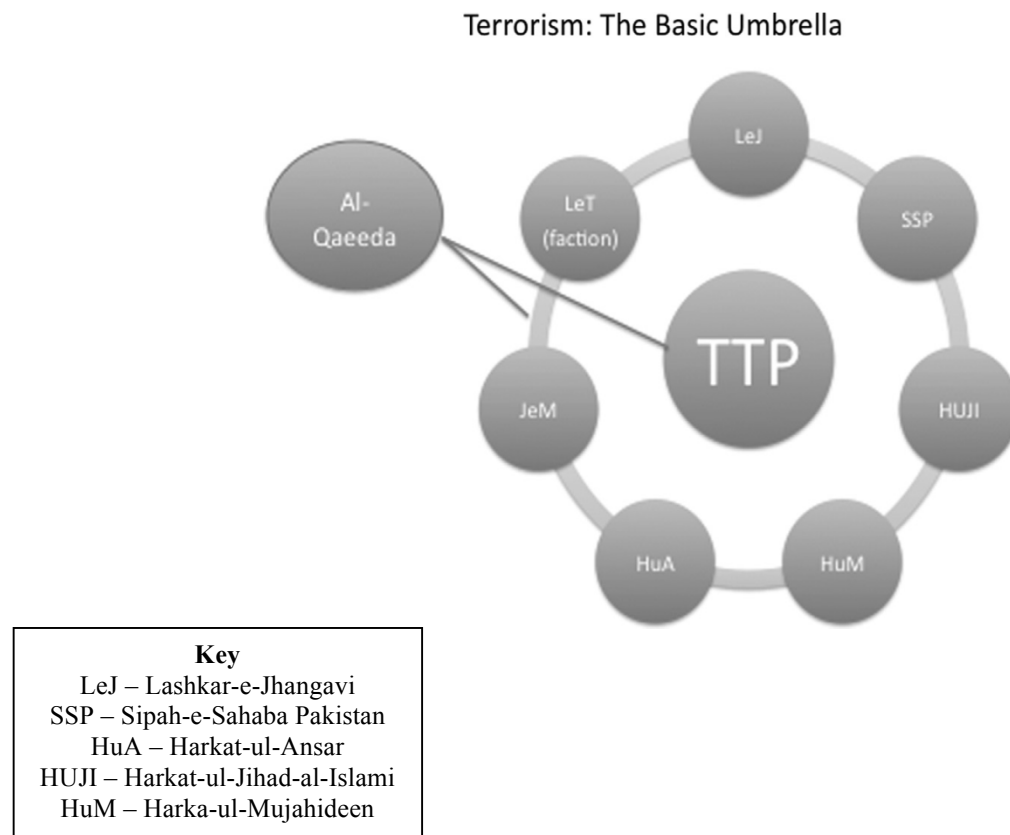 Terrorism: The Basic Umbrella
LeJ
Al-
Qaeeda
LeT
(faction)
SSP
TTP
JeM
HUJI
HuA
HuM
Key
LeJ – Lashkar-e-Jhangavi
SSP – Sipah-e-Sahaba Pakistan
HuA – Harkat-ul-Ansar
HUJI – Harkat-ul-Jihad-al-Islami
HuM – Harka-ul-Mujahideen